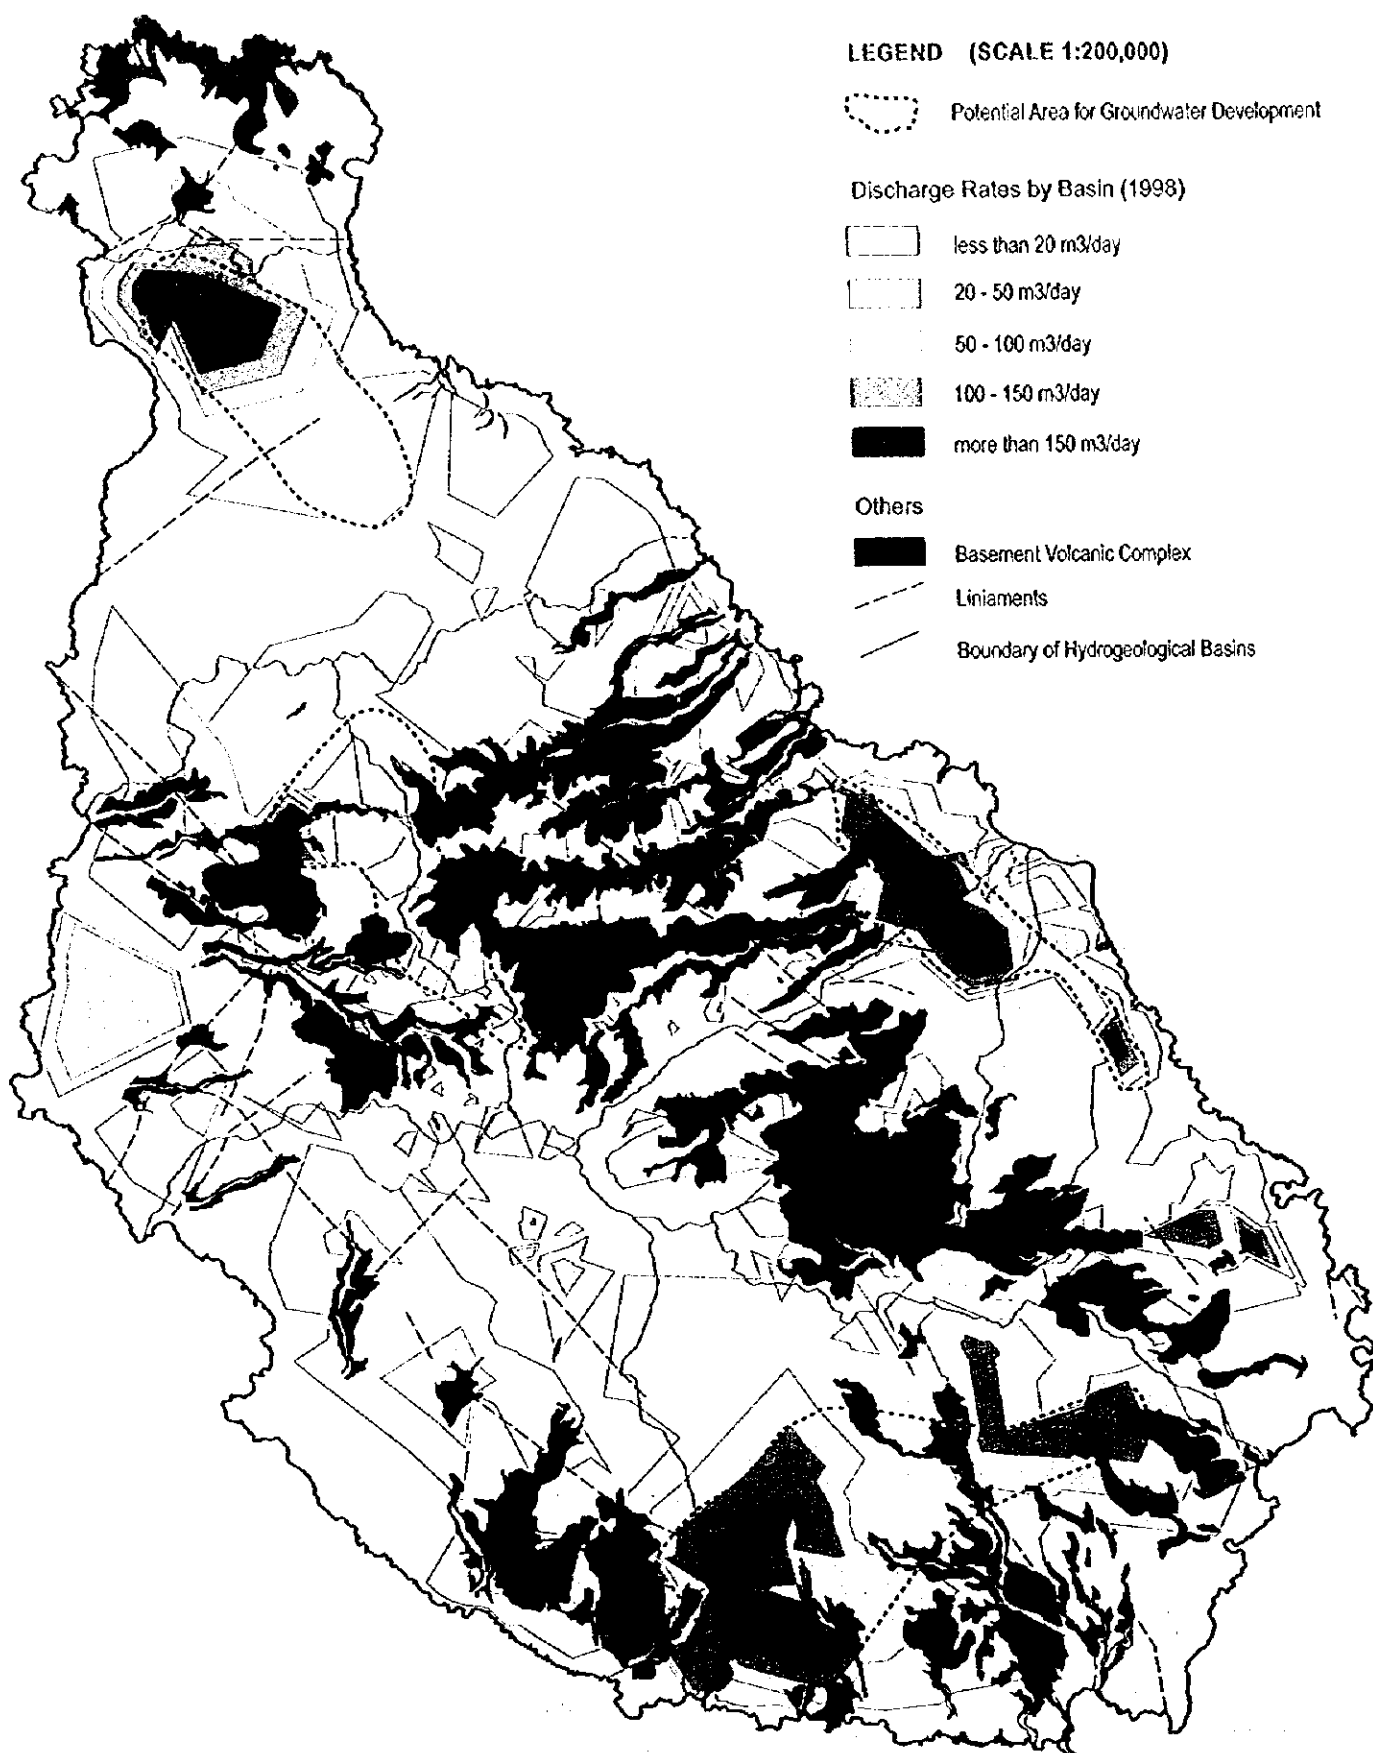 LEGEND (SCALE 1:200,000)
Potential Area for Groundwater Development
Discharge Rates by Basin (1998)
less than 20 m3/day
20 - 50 m3/day
50 - 100 m3/day
100 - 150 m3/day
more than 150 m3/day
Others
Basement Volcanic Complex
Liniaments
Boundary of Hydrogeological Basins